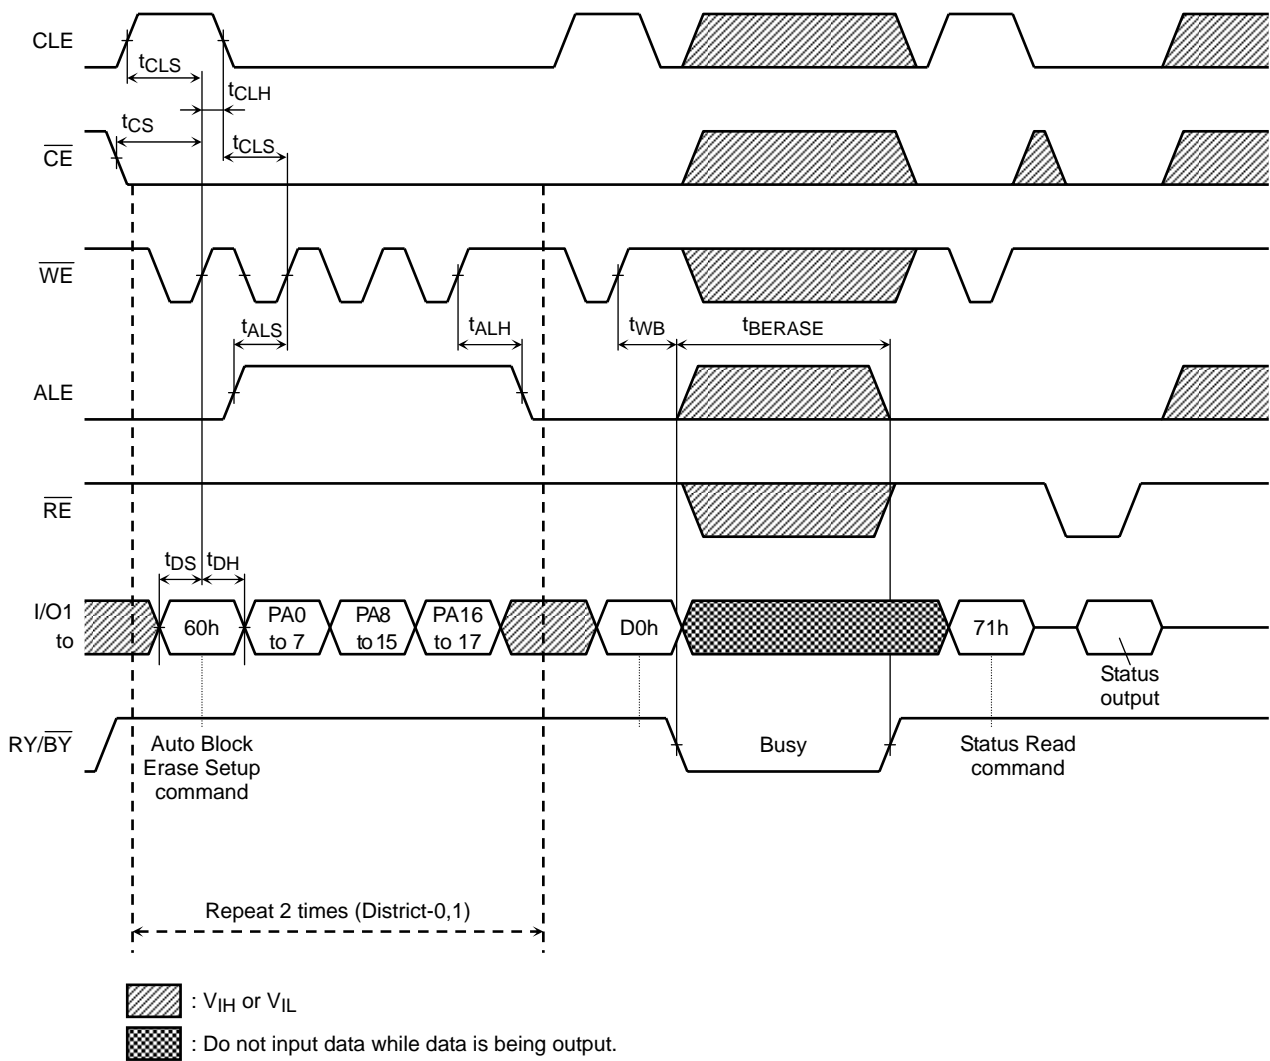 CLE
tCLS
tCLH
tCS
tCLS
CE
WE
tALS
tALH
tWB
tBERASE
ALE
RE
tDS
tDH
I/O1
to
60h
PA0
to 7
PA8
to 15
PA16
to 17
D0h
71h
Status
output
RY/BY
Auto Block
Erase Setup
command
Busy
Status Read
command
Repeat 2 times (District-0,1)
: VIH or VIL
: Do not input data while data is being output.